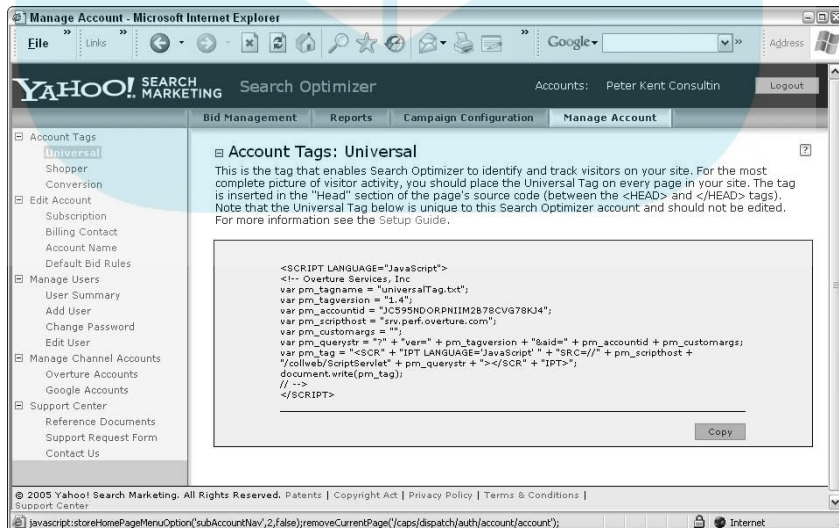 Manage Account - Microsoft Internet Explorer
File » Links » Google » Address
YAHOO! SEARCH MARKETING Search Optimizer Accounts: Peter Kent Consultin Logout
Bid Management Reports Campaign Configuration Manage Account
Account Tags
Universal
Shopper
Conversion
Edit Account
Subscription
Billing Contact
Account Name
Default Bid Rules
Manage Users
User Summary
Add User
Change Password
Edit User
Manage Channel Accounts
Overture Accounts
Google Accounts
Support Center
Reference Documents
Support Request Form
Contact Us
Account Tags: Universal
?
This is the tag that enables Search Optimizer to identify and track visitors on your site. For the most
complete picture of visitor activity, you should place the Universal Tag on every page in your site. The tag
is inserted in the "Head" section of the page's source code (between the <HEAD> and </HEAD> tags).
Note that the Universal Tag below is unique to this Search Optimizer account and should not be edited.
For more information see the Setup Guide.
<SCRIPT LANGUAGE="JavaScript">
<!-- Overture Services, Inc
var pm_tagname = "universalTag.txt";
var pm_tagversion = "1.4";
var pm_accountid = "JC595NDORPNIIM2B78CVG78KJ4";
var pm_scripthost = "srv.perf.overture.com";
var pm_customargs = "";
var pm_querystr = "?" + "ver=" + pm_tagversion + "&aid=" + pm_accountid + pm_customargs;
var pm_tag = "<SCR" + "IPT LANGUAGE='JavaScript' " + "SRC=//" + pm_scripthost +
"/collweb/ScriptServlet" + pm_querystr + "></SCR" + "IPT>";
document.write(pm_tag);
// -->
</SCRIPT>
Copy
© 2005 Yahoo! Search Marketing. All Rights Reserved. Patents | Copyright Act | Privacy Policy | Terms & Conditions |
Support Center
javascript:storeHomePageMenuOption('subAccountNav',2,false);removeCurrentPage('/caps/dispatch/auth/account/account'); Internet